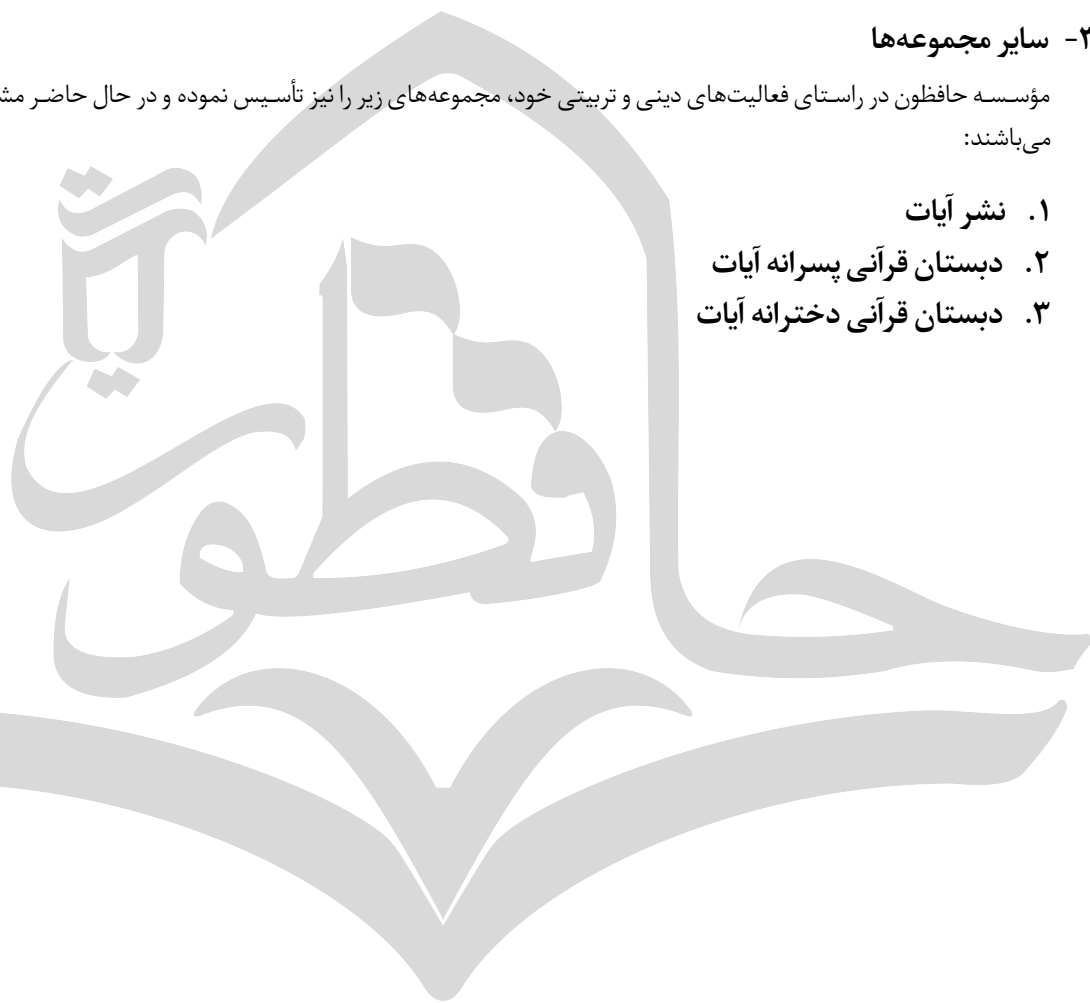 ۲- سایر مجموعه‌ها
مؤسسه حافظون در راستای فعالیت‌های دینی و تربیتی خود، مجموعه‌های زیر را نیز تأسیس نموده و در حال حاضر
می‌باشند:
۱. نشر آیات
۲. دبستان قرآنی پسرانه آیات
۳. دبستان قرآنی دخترانه آیات
حافظون